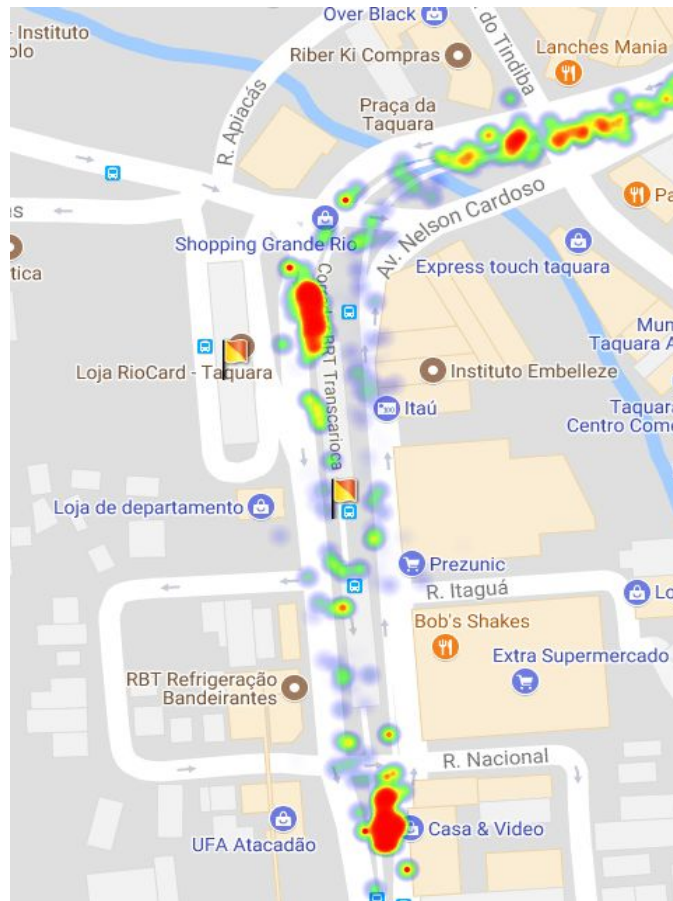 - Instituto
olo
Over Black
Riber Ki Compras
do Tindiba
Lanches Mania
R. Apiacás
Praça da
Taquara
as
Pa
Av. Nelson Cardoso
Shopping Grande Rio
tica
Express touch taquara
Corredor BRT Transcarioca
Mun
Taquara A
Loja RioCard - Taquara
Instituto Embelleze
Itaú
Taquara
Centro Come
Loja de departamento
Prezunic
R. Itaguá
Lo
Bob's Shakes
Extra Supermercado
RBT Refrigeração
Bandeirantes
R. Nacional
UFA Atacadão
Casa & Video